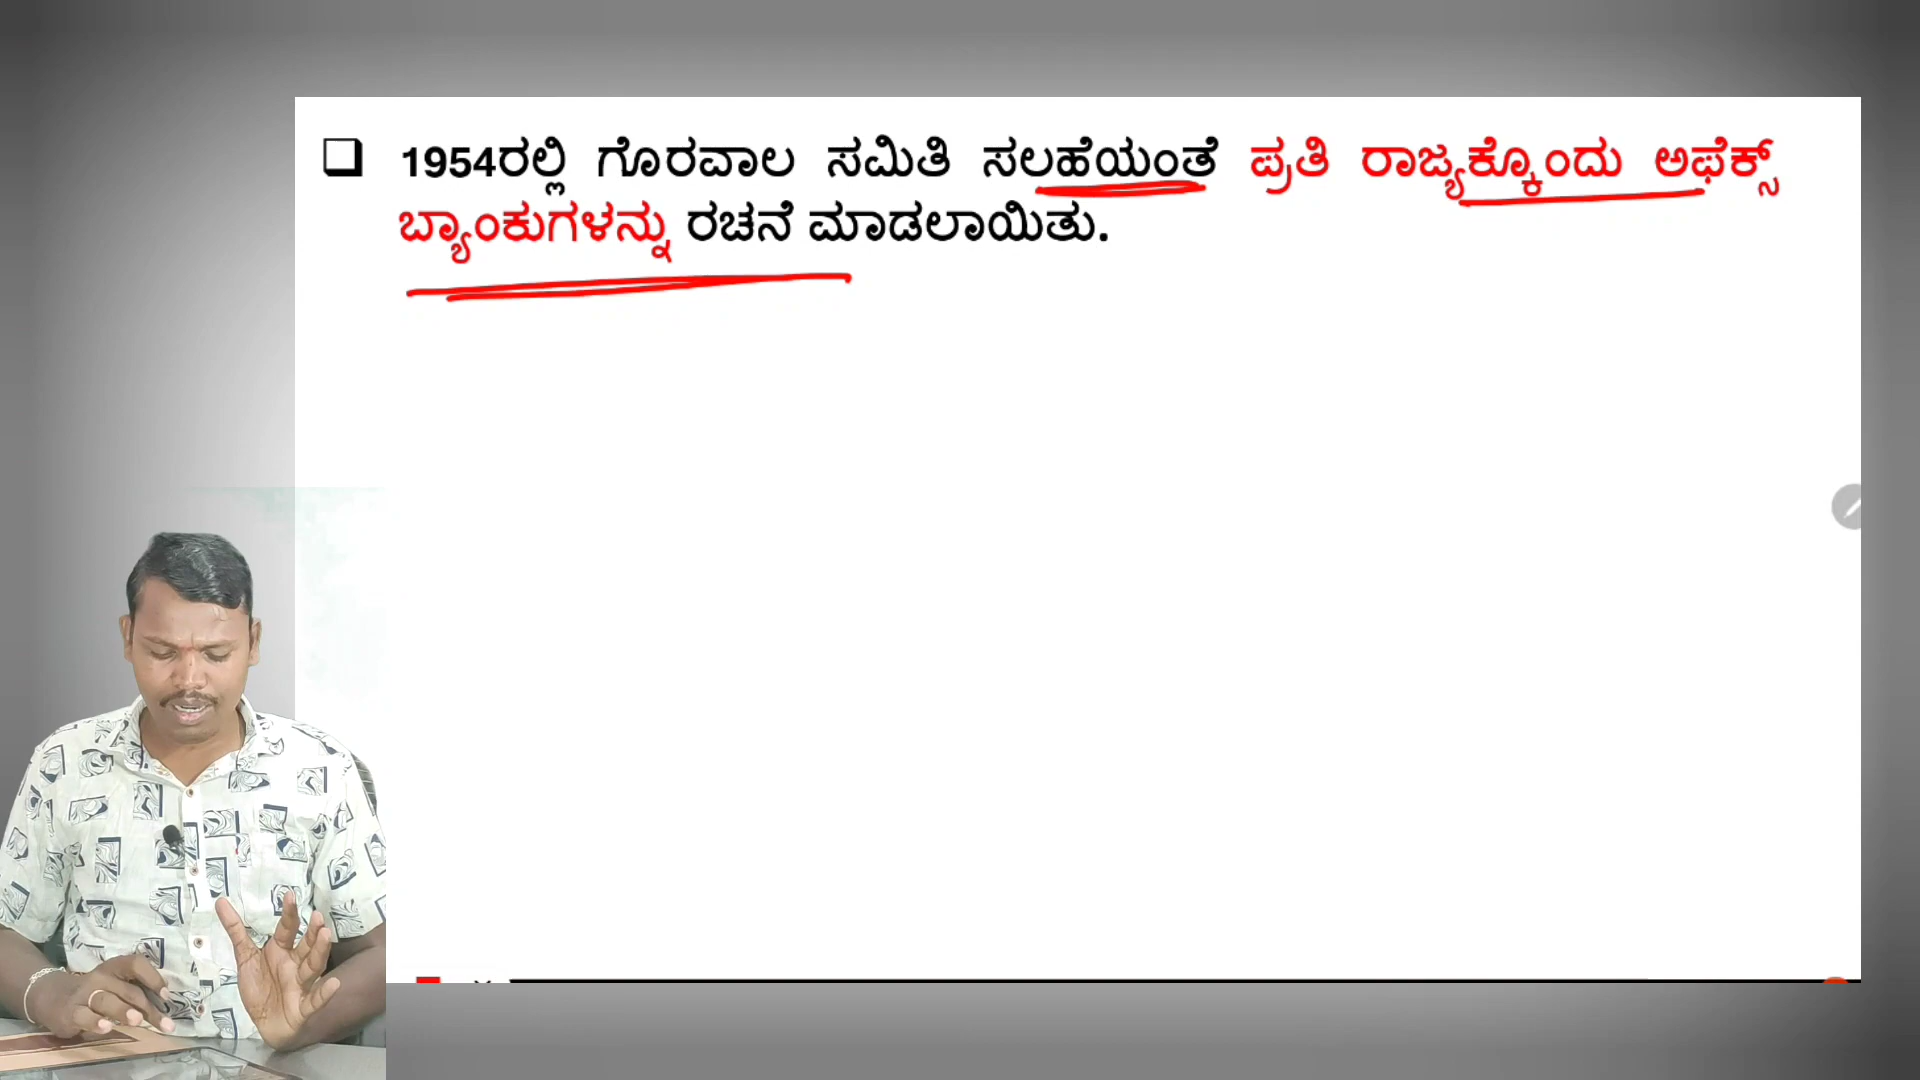 ❑ 1954ರಲ್ಲಿ ಗೊರವಾಲ ಸಮಿತಿ ಸಲಹೆಯಂತೆ ಪ್ರತಿ ರಾಜ್ಯಕ್ಕೊಂದು ಅಫೆಕ್ಸ್
ಬ್ಯಾಂಕುಗಳನ್ನು ರಚನೆ ಮಾಡಲಾಯಿತು.